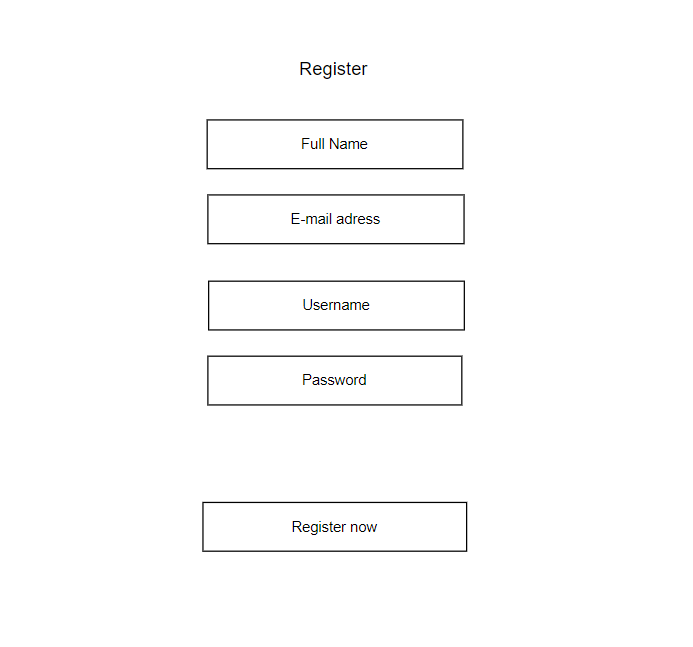 Register
Full Name
E-mail adress
Username
Password
Register now